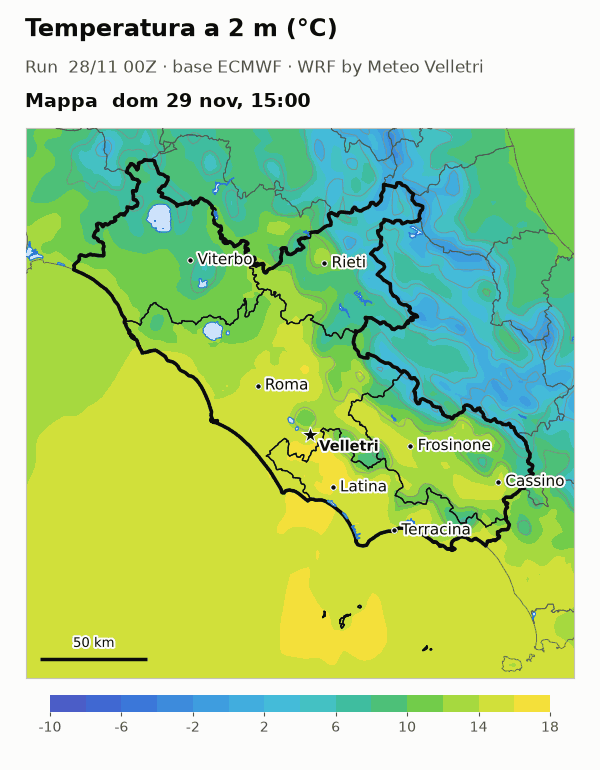 Temperatura a 2 m (°C)
Run  28/11 00Z · base ECMWF · WRF by Meteo Velletri
Mappa  dom 29 nov, 15:00
Viterbo
Rieti
Roma
Velletri
Frosinone
Latina
Cassino
Terracina
50 km
-10 -6 -2 2 6 10 14 18